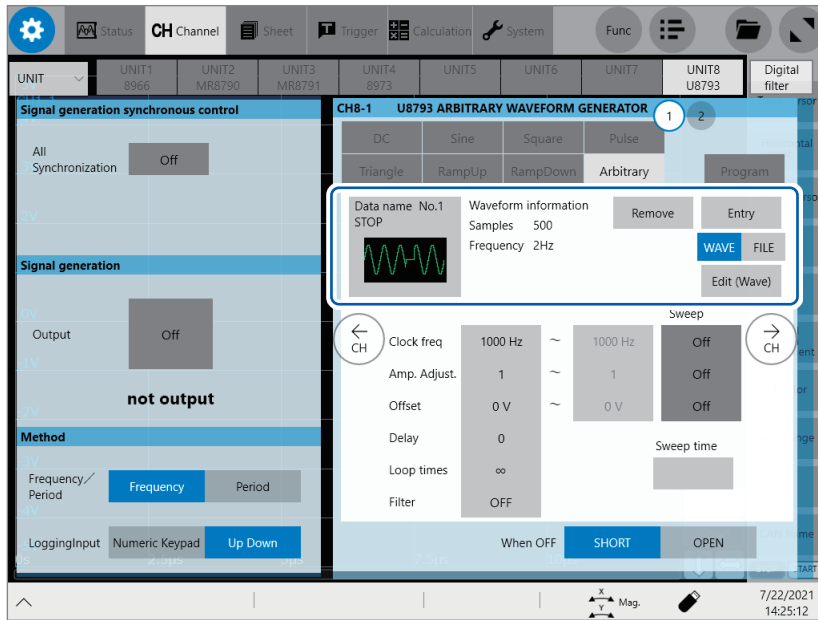 Status CH Channel Sheet Trigger Calculation System Func
UNIT UNIT1 UNIT2 UNIT3 UNIT4 UNIT5 UNIT6 UNIT7 UNIT8 Digital
8966 MR8790 MR8791 8973 U8793 filter
Signal generation synchronous control
CH8-1 U8793 ARBITRARY WAVEFORM GENERATOR 1 2
DC Sine Square Pulse
All
Synchronization Off
Triangle RampUp RampDown Arbitrary Program
Data name No.1 Waveform information Remove Entry
STOP Samples 500
Frequency 2Hz WAVE FILE
Edit (Wave)
-2V
Signal generation
Sweep
Output Off
not output
← CH
→ CH
Clock freq 1000 Hz ~ 1000 Hz Off
Amp. Adjust. 1 ~ 1 Off
Offset 0 V ~ 0 V Off
Delay 0
Sweep time
Loop times ∞
Filter OFF
Method
Frequency/
Period Frequency Period
LoggingInput Numeric Keypad Up Down
When OFF SHORT OPEN
2.5µs 5µs 7.5µs
X
Y Mag.
7/22/2021
14:25:12